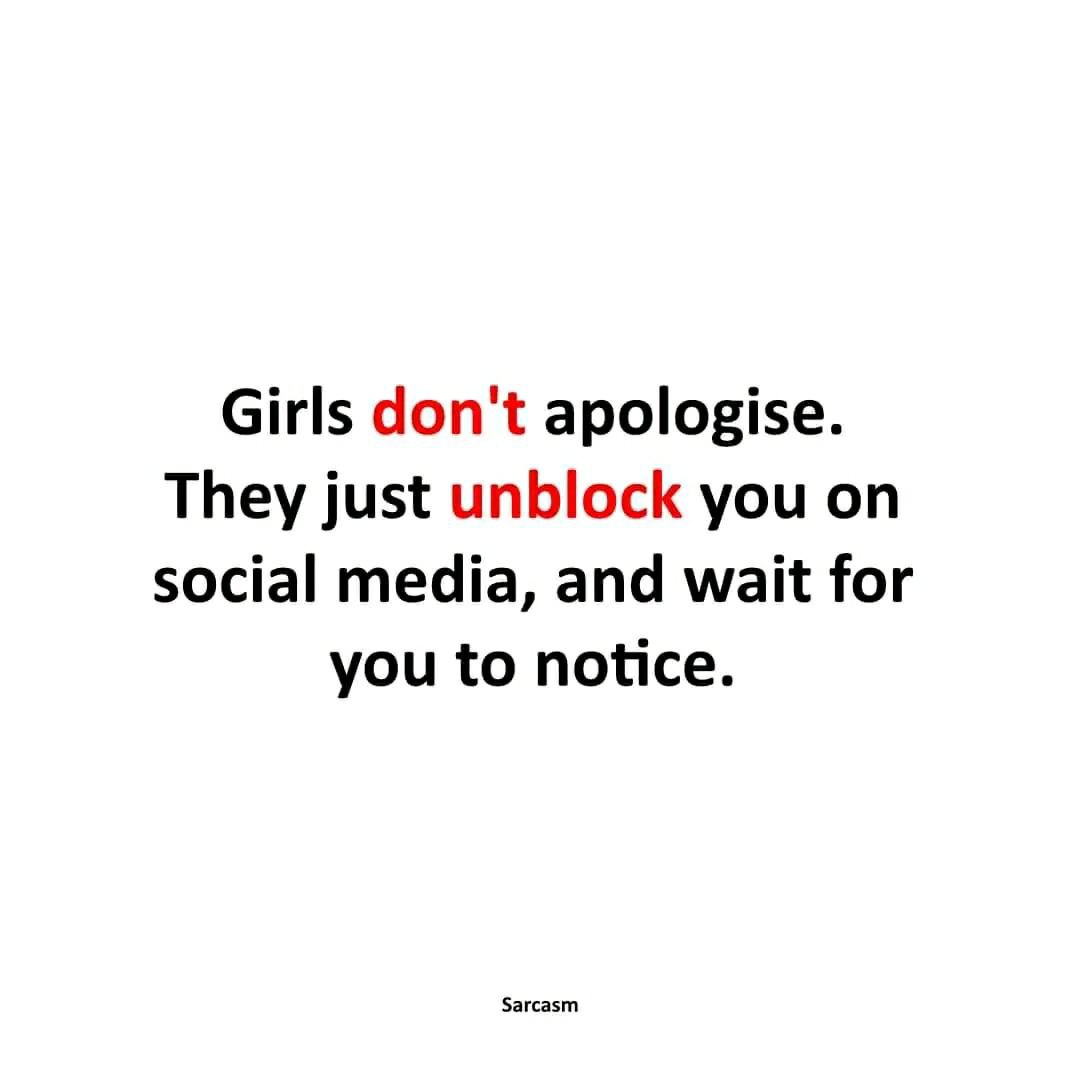 Girls don't apologise.
They just unblock you on
social media, and wait for
you to notice.
Sarcasm